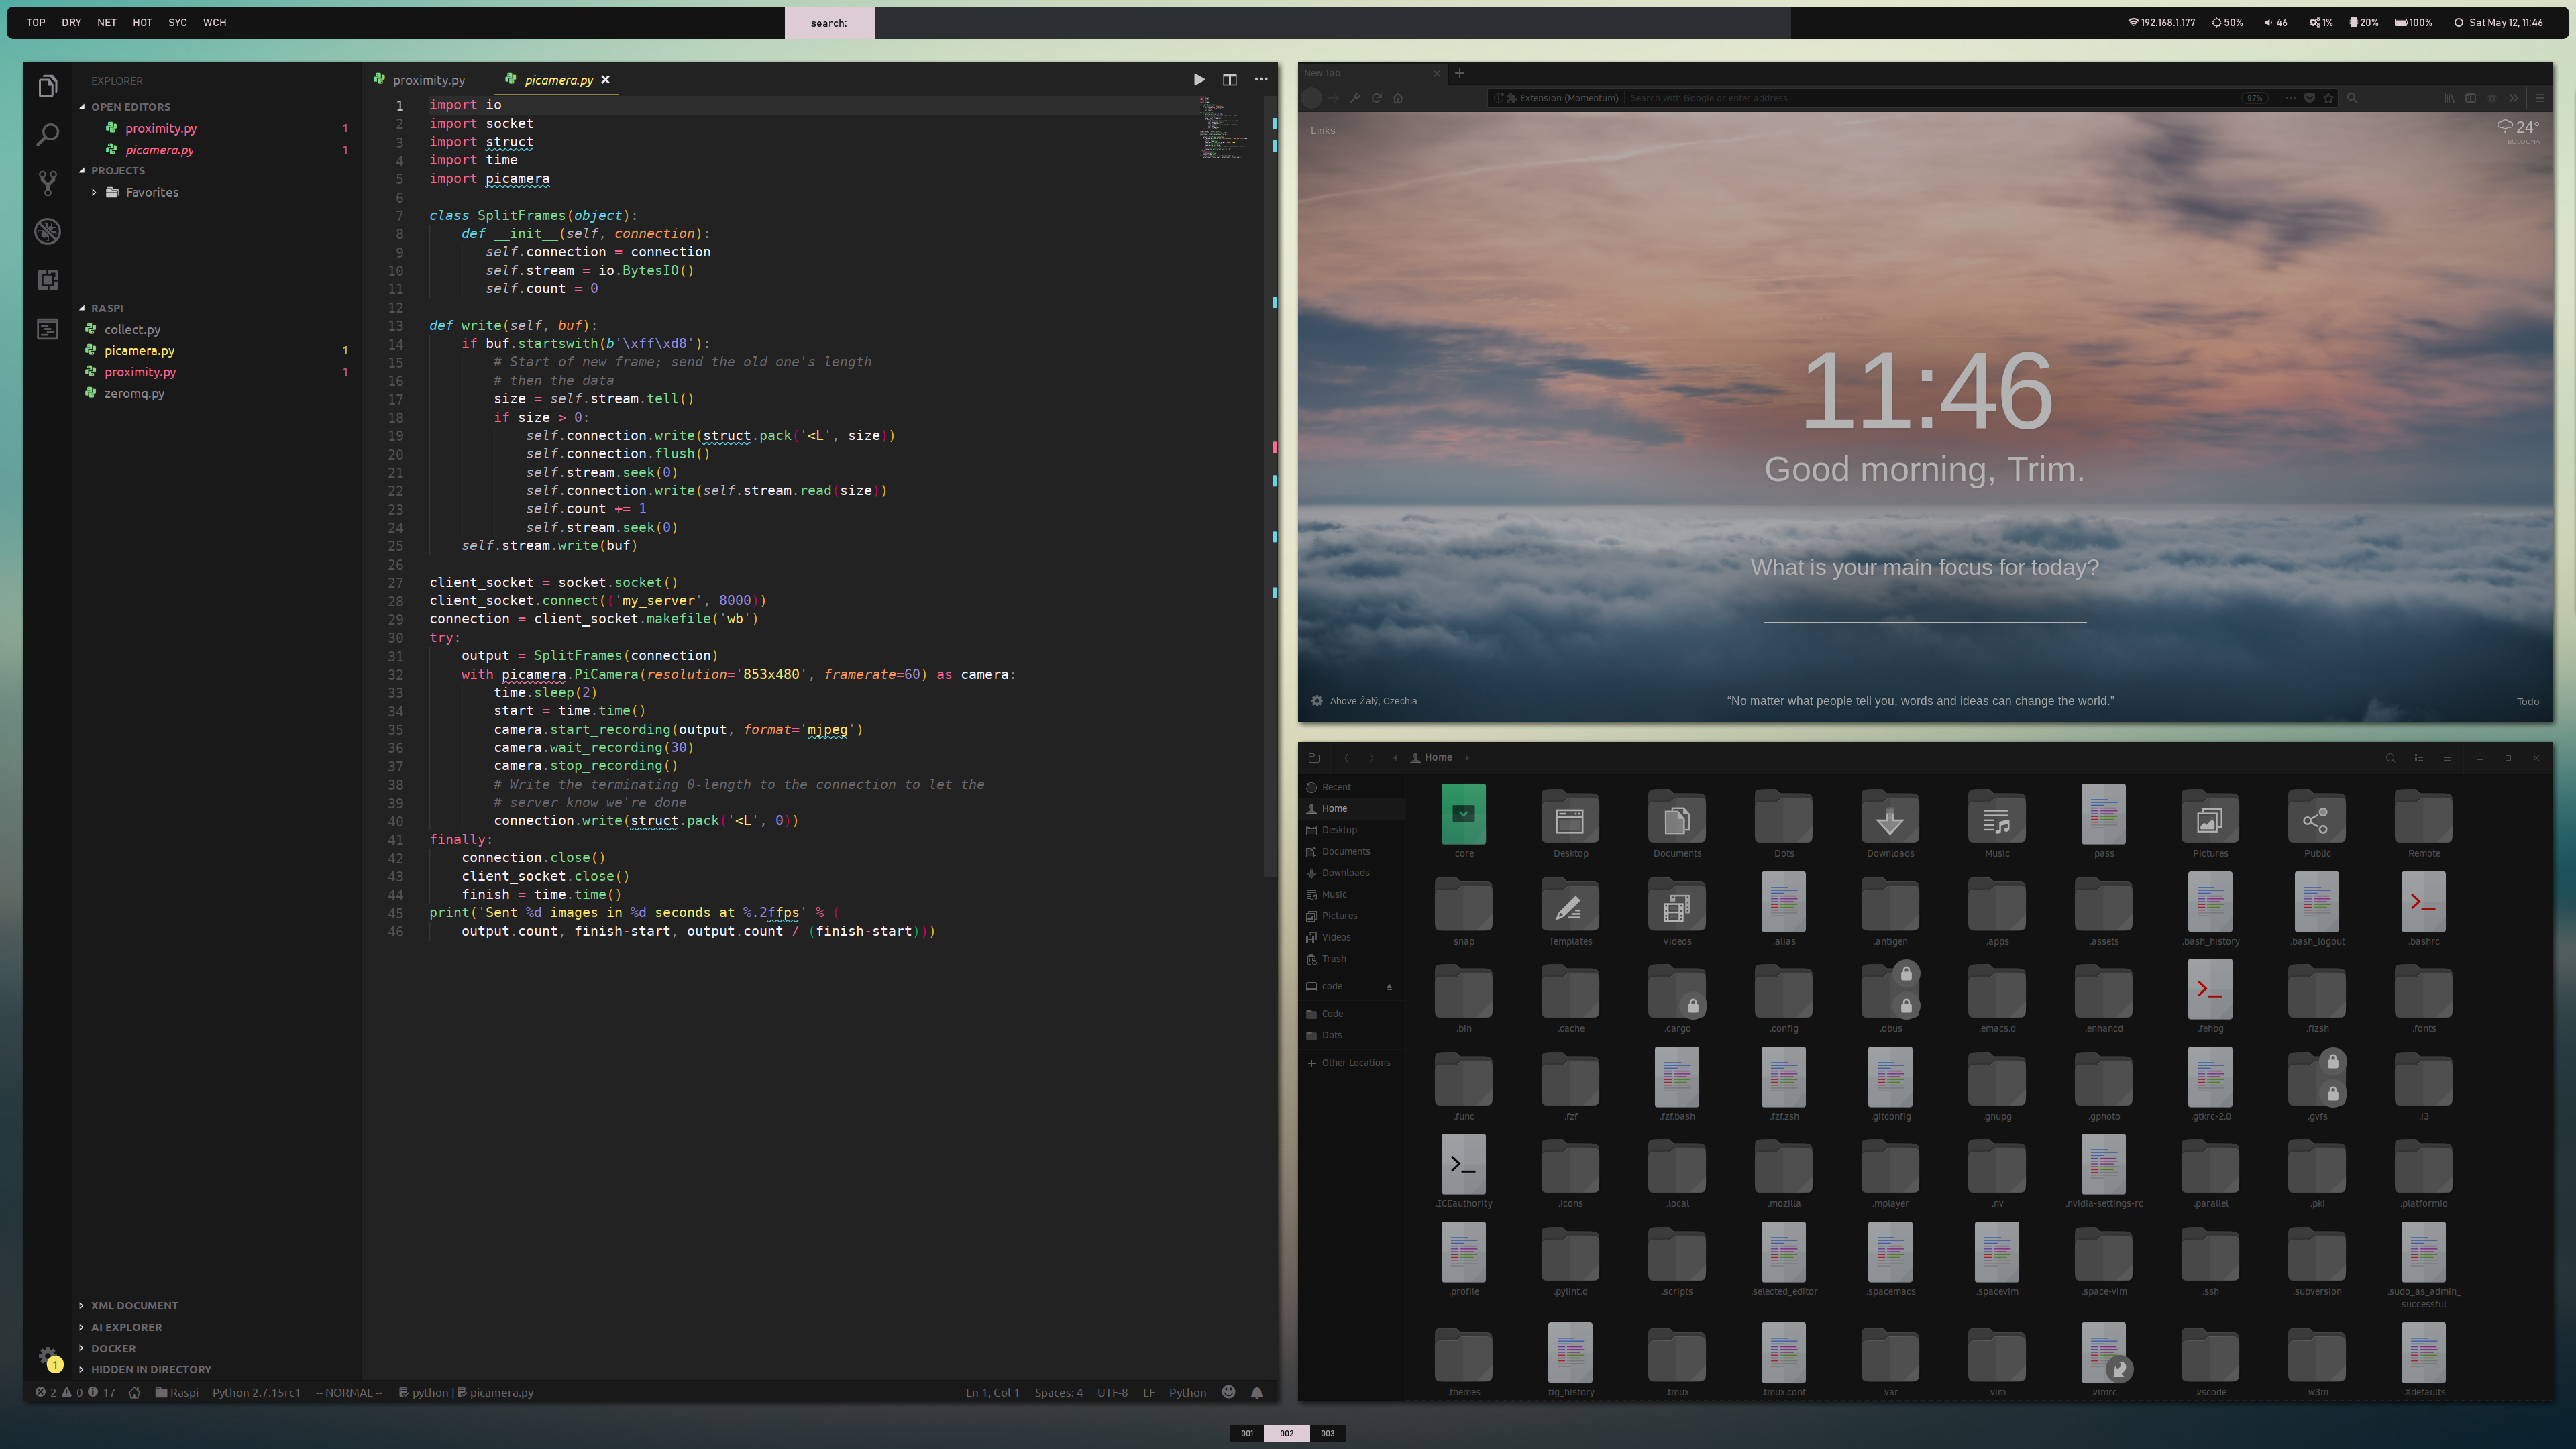 TOP DRY NET HOT SYC WCH
search:
192.168.1.177 50% 46 1% 20% 100% Sat May 12, 11:46
EXPLORER
OPEN EDITORS
proximity.py 1
picamera.py 1
PROJECTS
Favorites
RASPI
collect.py
picamera.py 1
proximity.py 1
zeromq.py
XML DOCUMENT
AI EXPLORER
DOCKER
HIDDEN IN DIRECTORY
1
proximity.py picamera.py
1 import io
2 import socket
3 import struct
4 import time
5 import picamera
6
7 class SplitFrames(object):
8 def __init__(self, connection):
9 self.connection = connection
10 self.stream = io.BytesIO()
11 self.count = 0
12
13 def write(self, buf):
14 if buf.startswith(b'\xff\xd8'):
15 # Start of new frame; send the old one's length
16 # then the data
17 size = self.stream.tell()
18 if size > 0:
19 self.connection.write(struct.pack('<L', size))
20 self.connection.flush()
21 self.stream.seek(0)
22 self.connection.write(self.stream.read(size))
23 self.count += 1
24 self.stream.seek(0)
25 self.stream.write(buf)
26
27 client_socket = socket.socket()
28 client_socket.connect(('my_server', 8000))
29 connection = client_socket.makefile('wb')
30 try:
31 output = SplitFrames(connection)
32 with picamera.PiCamera(resolution='853x480', framerate=60) as camera:
33 time.sleep(2)
34 start = time.time()
35 camera.start_recording(output, format='mjpeg')
36 camera.wait_recording(30)
37 camera.stop_recording()
38 # Write the terminating 0-length to the connection to let the
39 # server know we're done
40 connection.write(struct.pack('<L', 0))
41 finally:
42 connection.close()
43 client_socket.close()
44 finish = time.time()
45 print('Sent %d images in %d seconds at %.2ffps' % (
46 output.count, finish-start, output.count / (finish-start)))
2 0 17 Raspi Python 2.7.15rc1 -- NORMAL -- python | picamera.py Ln 1, Col 1 Spaces: 4 UTF-8 LF Python
New Tab
Extension (Momentum) Search with Google or enter address 97%
Links
24°
BOLOGNA
11:46
Good morning, Trim.
What is your main focus for today?
Above Žalý, Czechia
“No matter what people tell you, words and ideas can change the world.”
Todo
Home
Recent
Home
Desktop
Documents
Downloads
Music
Pictures
Videos
Trash
code
Code
Dots
Other Locations
core Desktop Documents Dots Downloads Music pass Pictures Public Remote
snap Templates Videos .alias .antigen .apps .assets .bash_history .bash_logout .bashrc
.bin .cache .cargo .config .dbus .emacs.d .enhancd .fehbg .fizsh .fonts
.func .fzf .fzf.bash .fzf.zsh .gitconfig .gnupg .gphoto .gtkrc-2.0 .gvfs .i3
.ICEauthority .icons .local .mozilla .mplayer .nv .nvidia-settings-rc .parallel .pki .platformio
.profile .pylint.d .scripts .selected_editor .spacemacs .spacevim .space-vim .ssh .subversion .sudo_as_admin_
successful
.themes .tig_history .tmux .tmux.conf .var .vim .vimrc .vscode .w3m .Xdefaults
001 002 003